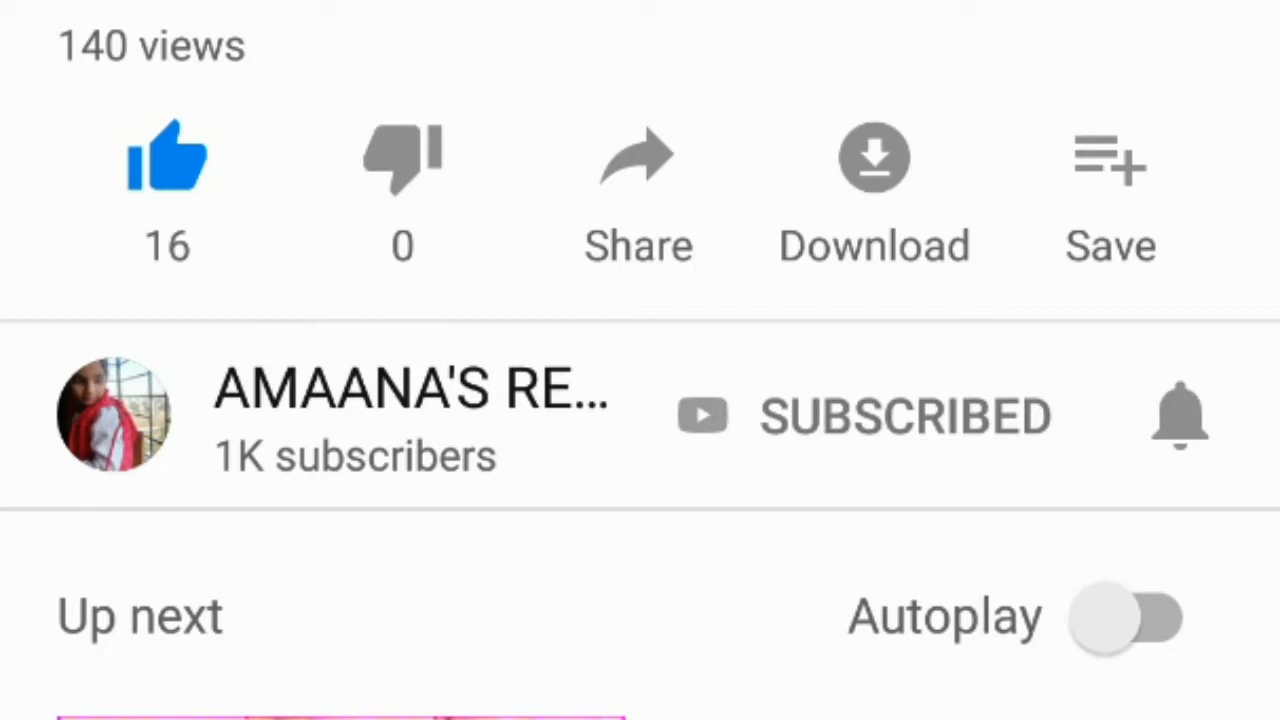 140 views
16 0 Share Download Save
AMAANA'S RE...
1K subscribers
SUBSCRIBED
Up next Autoplay